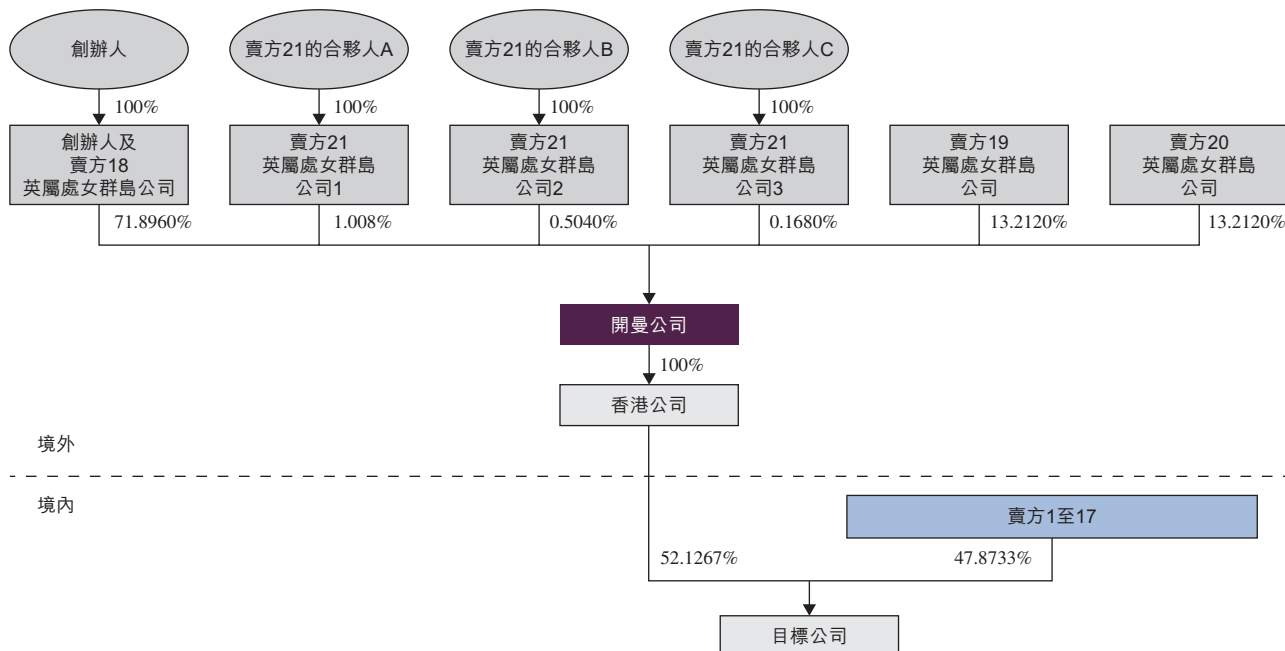 創辦人
賣方21的合夥人A
賣方21的合夥人B
賣方21的合夥人C
100%
100%
100%
100%
創辦人及
賣方18
英屬處女群島公司
賣方21
英屬處女群島
公司1
賣方21
英屬處女群島
公司2
賣方21
英屬處女群島
公司3
賣方19
英屬處女群島
公司
賣方20
英屬處女群島
公司
71.8960%
1.008%
0.5040%
0.1680%
13.2120%
13.2120%
開曼公司
100%
香港公司
境外
境內
賣方1至17
52.1267%
47.8733%
目標公司